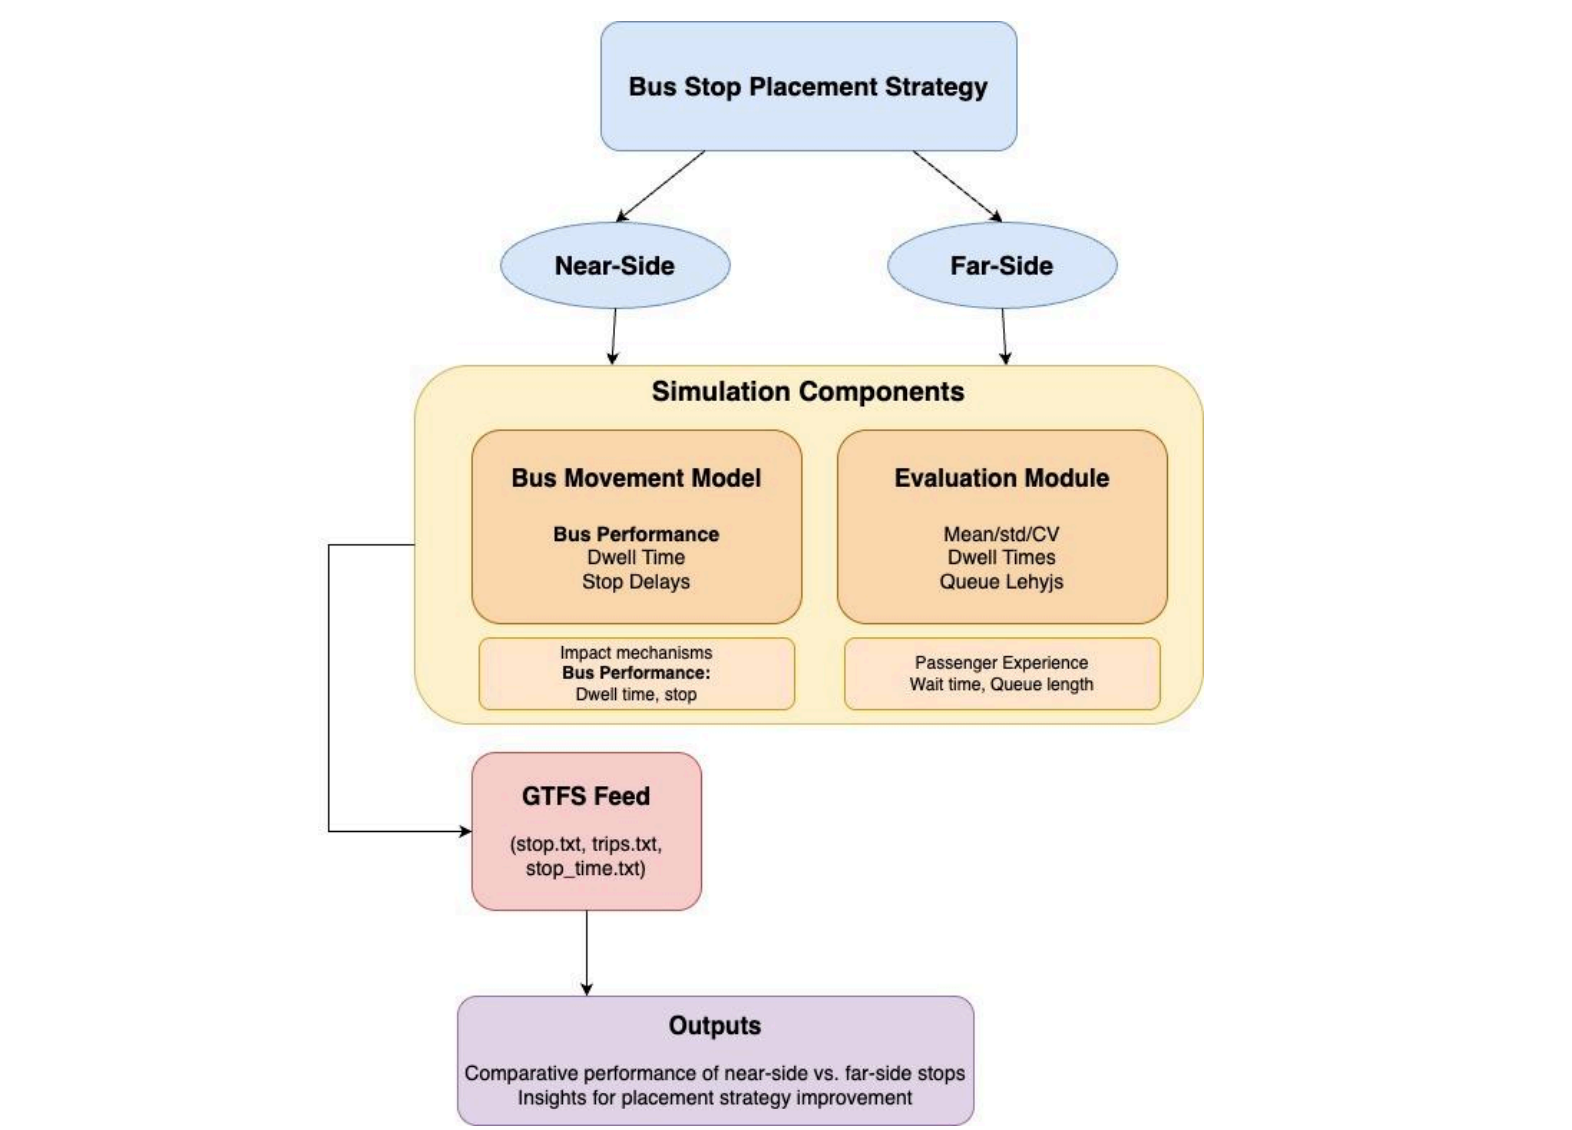 Bus Stop Placement Strategy
Near-Side
Far-Side
Simulation Components
Bus Movement Model
Bus Performance
Dwell Time
Stop Delays
Evaluation Module
Mean/std/CV
Dwell Times
Queue Lehyjs
Impact mechanisms
Bus Performance:
Dwell time, stop
Passenger Experience
Wait time, Queue length
GTFS Feed
(stop.txt, trips.txt,
stop_time.txt)
Outputs
Comparative performance of near-side vs. far-side stops
Insights for placement strategy improvement